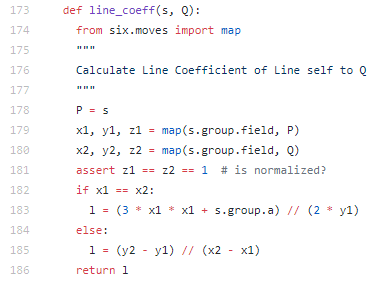 173 def line_coeff(s, Q):
174 from six.moves import map
175 """
176 Calculate Line Coefficient of Line self to Q
177 """
178 P = s
179 x1, y1, z1 = map(s.group.field, P)
180 x2, y2, z2 = map(s.group.field, Q)
181 assert z1 == z2 == 1  # is normalized?
182 if x1 == x2:
183 l = (3 * x1 * x1 + s.group.a) // (2 * y1)
184 else:
185 l = (y2 - y1) // (x2 - x1)
186 return l